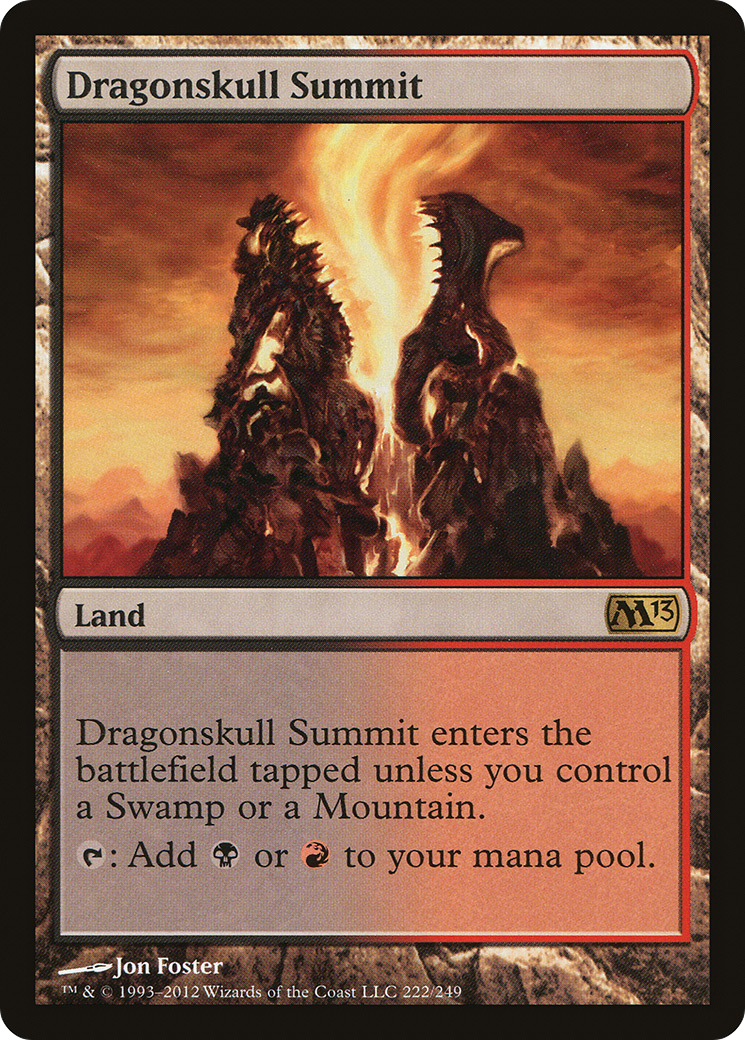 Dragonskull Summit
Land
M13
Dragonskull Summit enters the
battlefield tapped unless you control
a Swamp or a Mountain.
: Add or to your mana pool.
Jon Foster
™ & © 1993–2012 Wizards of the Coast LLC 222/249